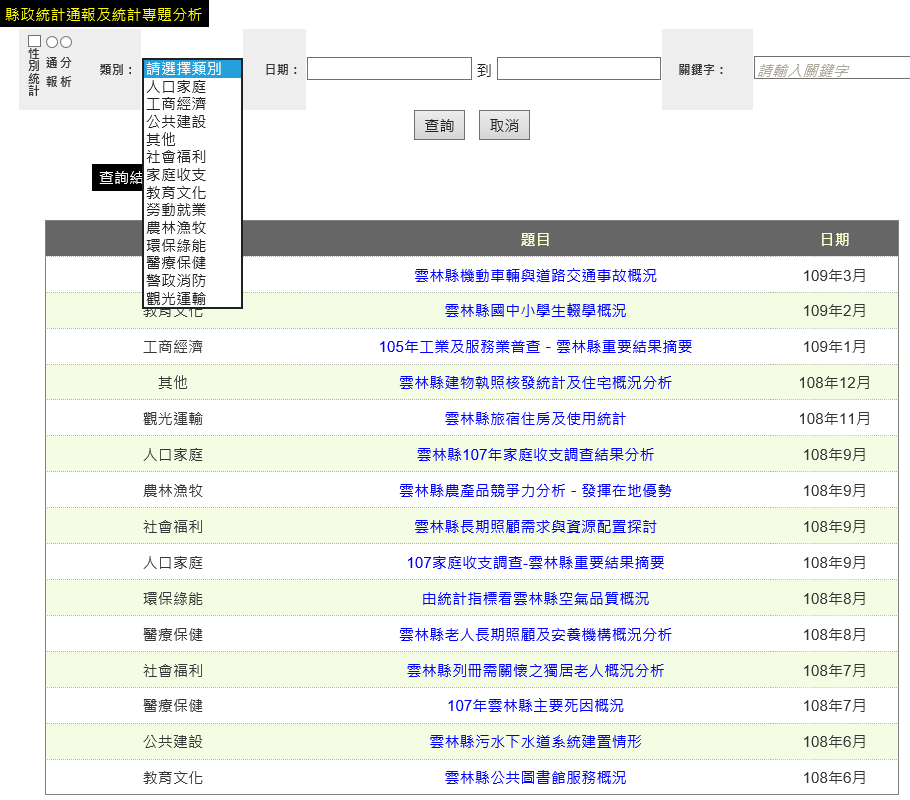 縣政統計通報及統計專題分析
性別統計 通報 分析 類別： 請選擇類別 日期： 到 關鍵字： 請輸入關鍵字
人口家庭
工商經濟
公共建設
其他
社會福利
家庭收支
教育文化
勞動就業
農林漁牧
環保綠能
醫療保健
警政消防
觀光運輸
查詢 取消
查詢結
題目 日期
雲林縣機動車輛與道路交通事故概況 109年3月
教育文化 雲林縣國中小學生輟學概況 109年2月
工商經濟 105年工業及服務業普查－雲林縣重要結果摘要 109年1月
其他 雲林縣建物執照核發統計及住宅概況分析 108年12月
觀光運輸 雲林縣旅宿住房及使用統計 108年11月
人口家庭 雲林縣107年家庭收支調查結果分析 108年9月
農林漁牧 雲林縣農產品競爭力分析－發揮在地優勢 108年9月
社會福利 雲林縣長期照顧需求與資源配置探討 108年9月
人口家庭 107家庭收支調查-雲林縣重要結果摘要 108年9月
環保綠能 由統計指標看雲林縣空氣品質概況 108年8月
醫療保健 雲林縣老人長期照顧及安養機構概況分析 108年8月
社會福利 雲林縣列冊需關懷之獨居老人概況分析 108年7月
醫療保健 107年雲林縣主要死因概況 108年7月
公共建設 雲林縣污水下水道系統建置情形 108年6月
教育文化 雲林縣公共圖書館服務概況 108年6月